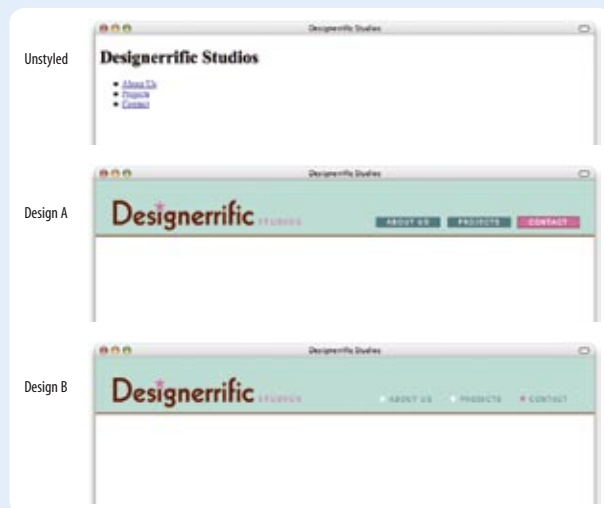 Designerrific Studios
Unstyled
Designerrific Studios
About Us
Projects
Contact
Designerrific Studios
Design A
Designerrific STUDIOS
ABOUT US PROJECTS CONTACT
Designerrific Studios
Design B
Designerrific STUDIOS
ABOUT US PROJECTS CONTACT